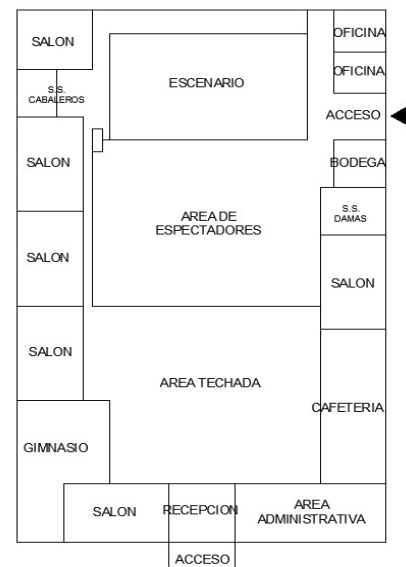 SALON
OFICINA
OFICINA
ESCENARIO
S.S.
CABALEROS
ACCESO
SALON
BODEGA
AREA DE
ESPECTADORES
S.S.
DAMAS
SALON
SALON
SALON
AREA TECHADA
CAFETERIA
GIMNASIO
SALON
RECEPCION
AREA
ADMINISTRATIVA
ACCESO